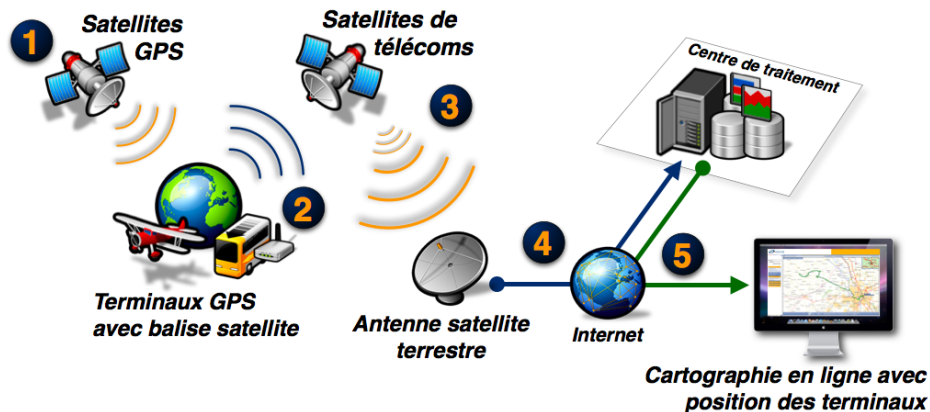 1
Satellites
GPS
Satellites de
télécoms
3
Centre de traitement
2
Terminaux GPS
avec balise satellite
4
5
Antenne satellite
terrestre
Internet
Cartographie en ligne avec
position des terminaux